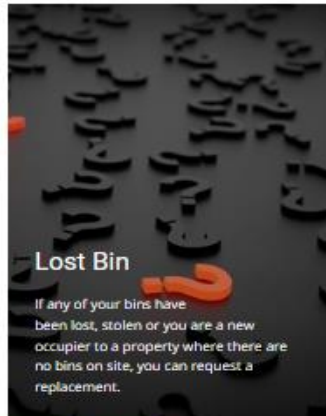 Lost Bin
If any of your bins have
been lost, stolen or you are a new
occupier to a property where there are
no bins on site, you can request a
replacement.